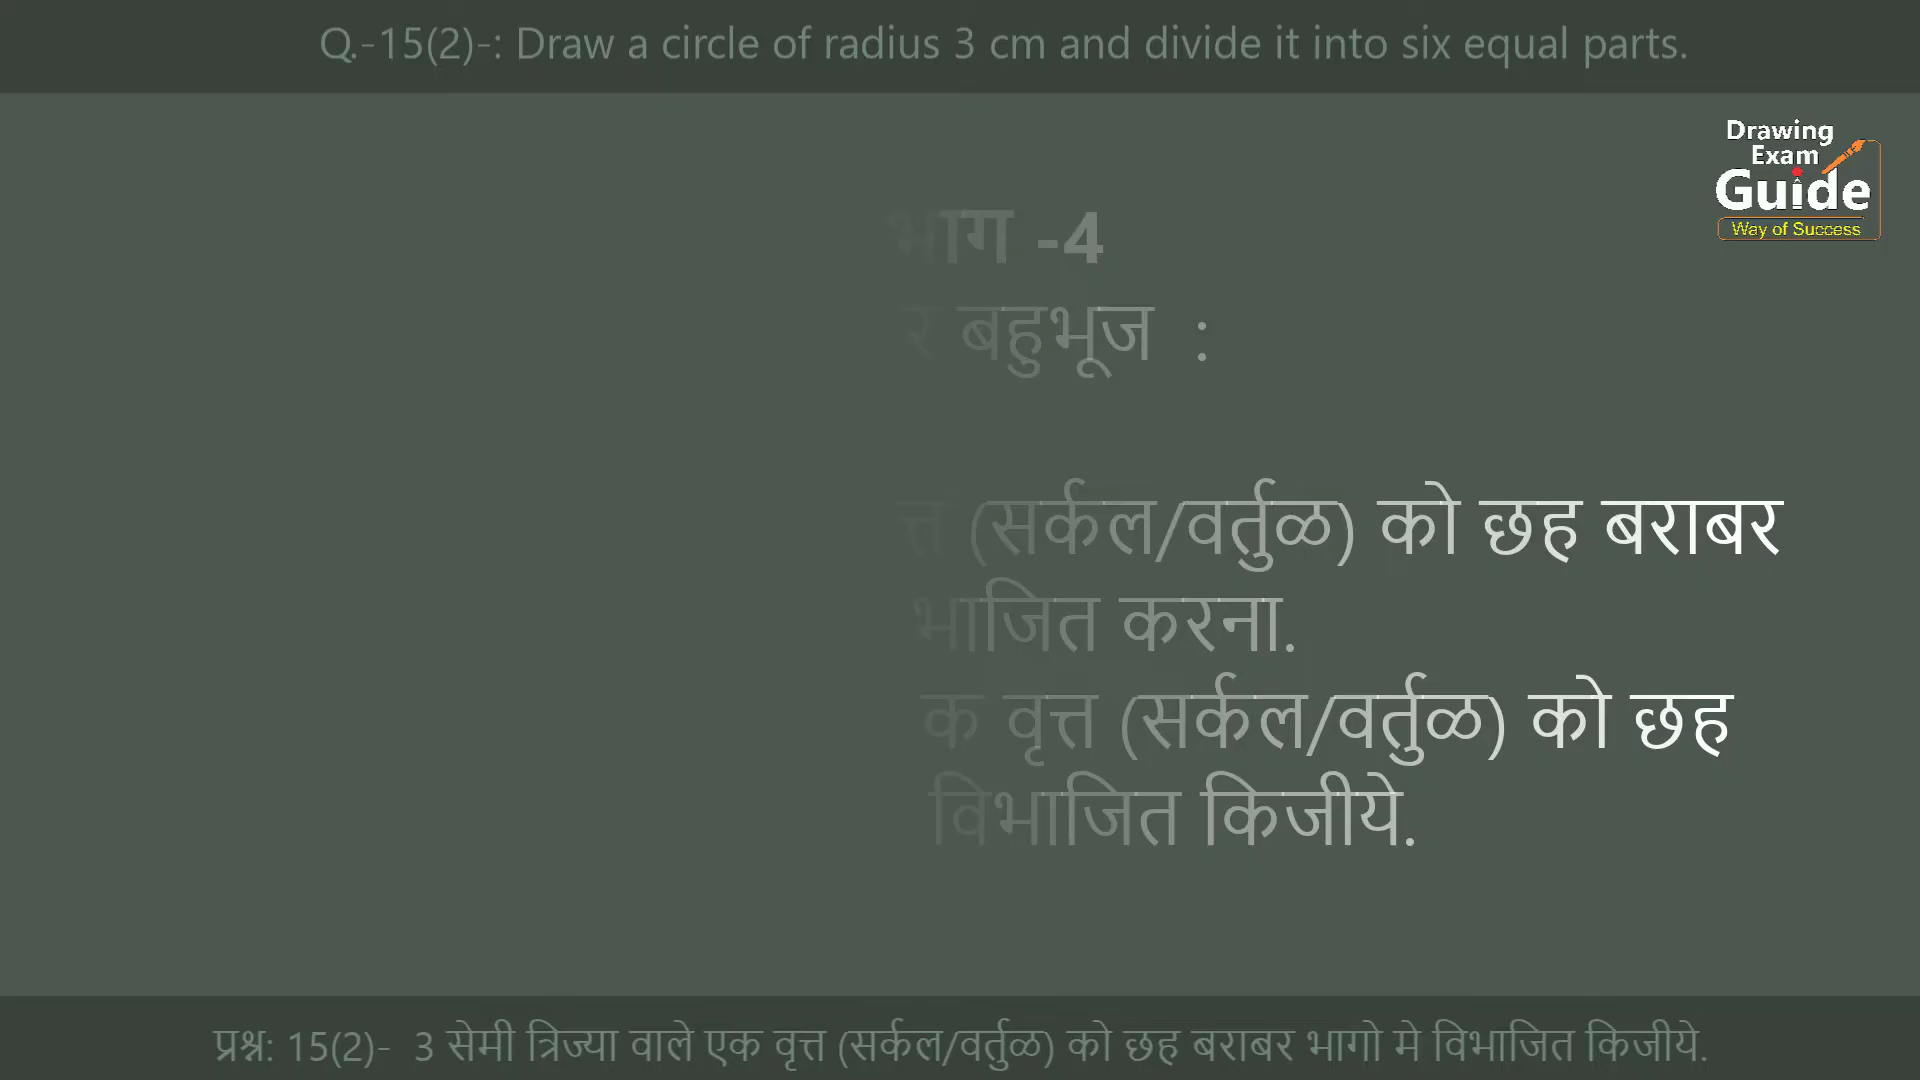 Q.-15(2)-: Draw a circle of radius 3 cm and divide it into six equal parts.
Drawing
Exam
Guide
Way of Success
भाग -4
र बहुभूज :
त्त (सर्कल/वर्तुळ) को छह बराबर
भाजित करना.
क वृत्त (सर्कल/वर्तुळ) को छह
विभाजित किजीये.
प्रश्न: 15(2)- 3 सेमी त्रिज्या वाले एक वृत्त (सर्कल/वर्तुळ) को छह बराबर भागो मे विभाजित किजीये.